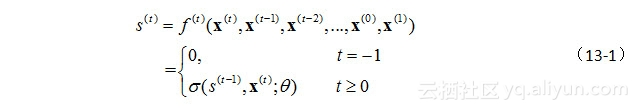 s^{(t)} = f^{(t)}(x^{(t)}, x^{(t-1)}, x^{(t-2)}, ..., x^{(0)}, x^{(1)})
= { 0, t = −1 (13-1)
σ(s^{(t-1)}, x^{(t)}; θ) t ≥ 0
云栖社区 yq.aliyun.com